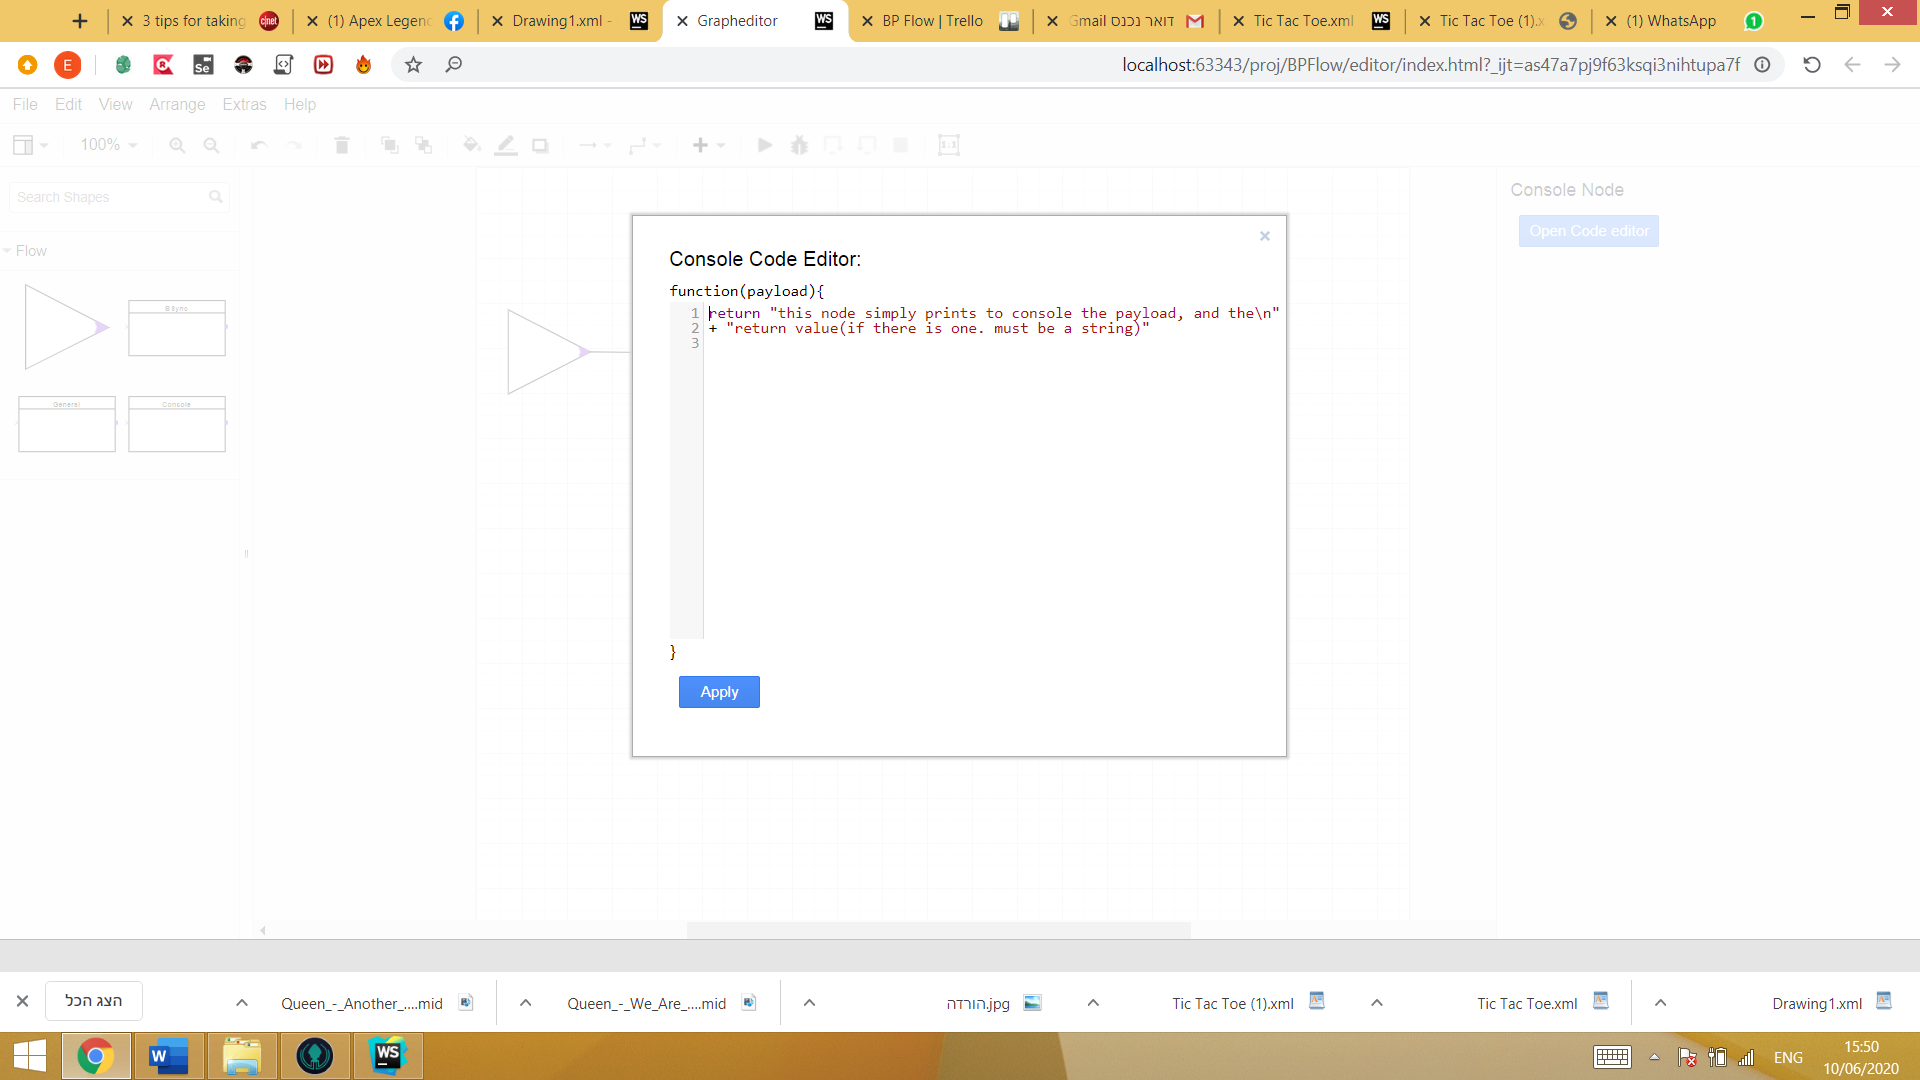 3 tips for taking
(1) Apex Legenc
Drawing1.xml -
Grapheditor
BP Flow | Trello
Gmail דואר נכנס
Tic Tac Toe.xml
Tic Tac Toe (1).x
(1) WhatsApp
E
Se
localhost:63343/proj/BPFlow/editor/index.html?_ijt=as47a7pj9f63ksqi3nihtupa7f
File Edit View Arrange Extras Help
100%
Search Shapes
Flow
BSync
General
Console
Console Node
Open Code editor
Console Code Editor:
function(payload){
1 return "this node simply prints to console the payload, and the\n"
2 + "return value(if there is one. must be a string)"
3
}
Apply
הצג הכל
Queen_-_Another_....mid
Queen_-_We_Are_....mid
הורדה.jpg
Tic Tac Toe (1).xml
Tic Tac Toe.xml
Drawing1.xml
ENG
15:50
10/06/2020